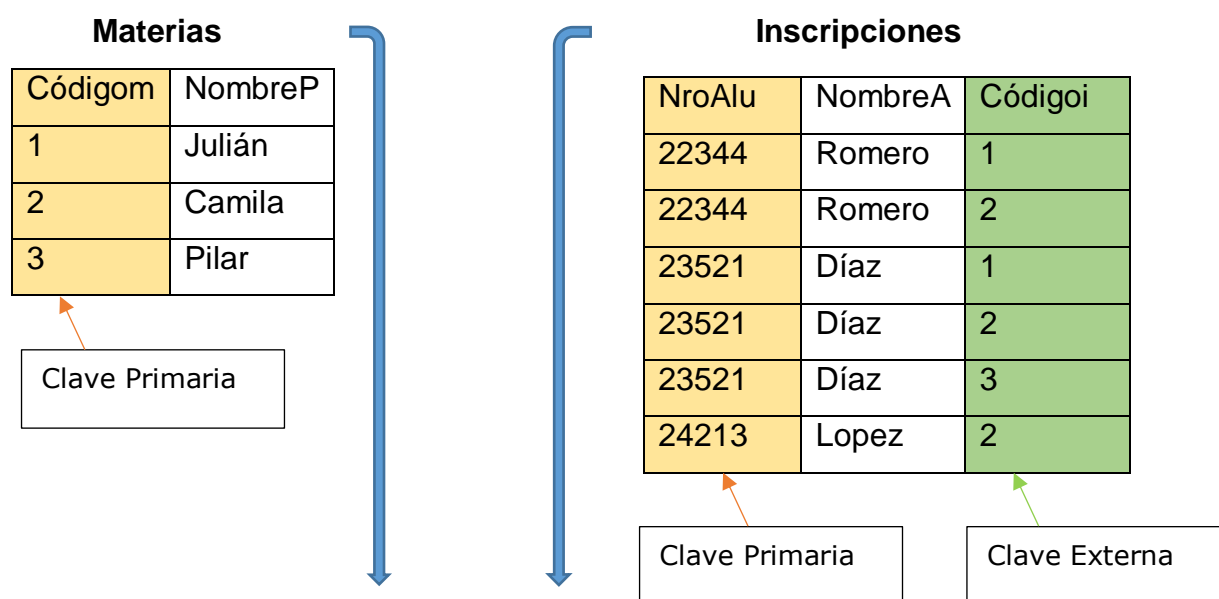 Materias
Códigom NombreP
1 Julián
2 Camila
3 Pilar
Clave Primaria
Inscripciones
NroAlu NombreA Códigoi
22344 Romero 1
22344 Romero 2
23521 Díaz 1
23521 Díaz 2
23521 Díaz 3
24213 Lopez 2
Clave Primaria
Clave Externa